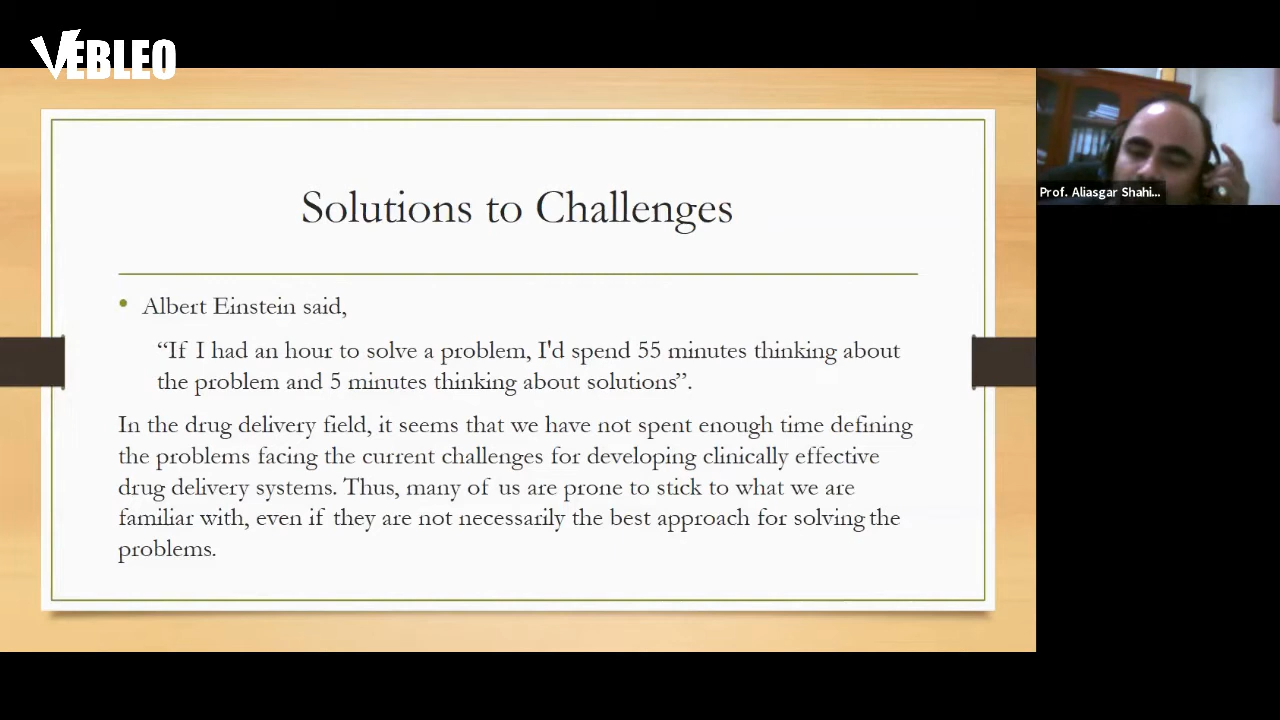 VEBLEO
Prof. Aliasgar Shahi...
Solutions to Challenges
• Albert Einstein said,
“If I had an hour to solve a problem, I'd spend 55 minutes thinking about
the problem and 5 minutes thinking about solutions”.
In the drug delivery field, it seems that we have not spent enough time defining
the problems facing the current challenges for developing clinically effective
drug delivery systems. Thus, many of us are prone to stick to what we are
familiar with, even if they are not necessarily the best approach for solving the
problems.